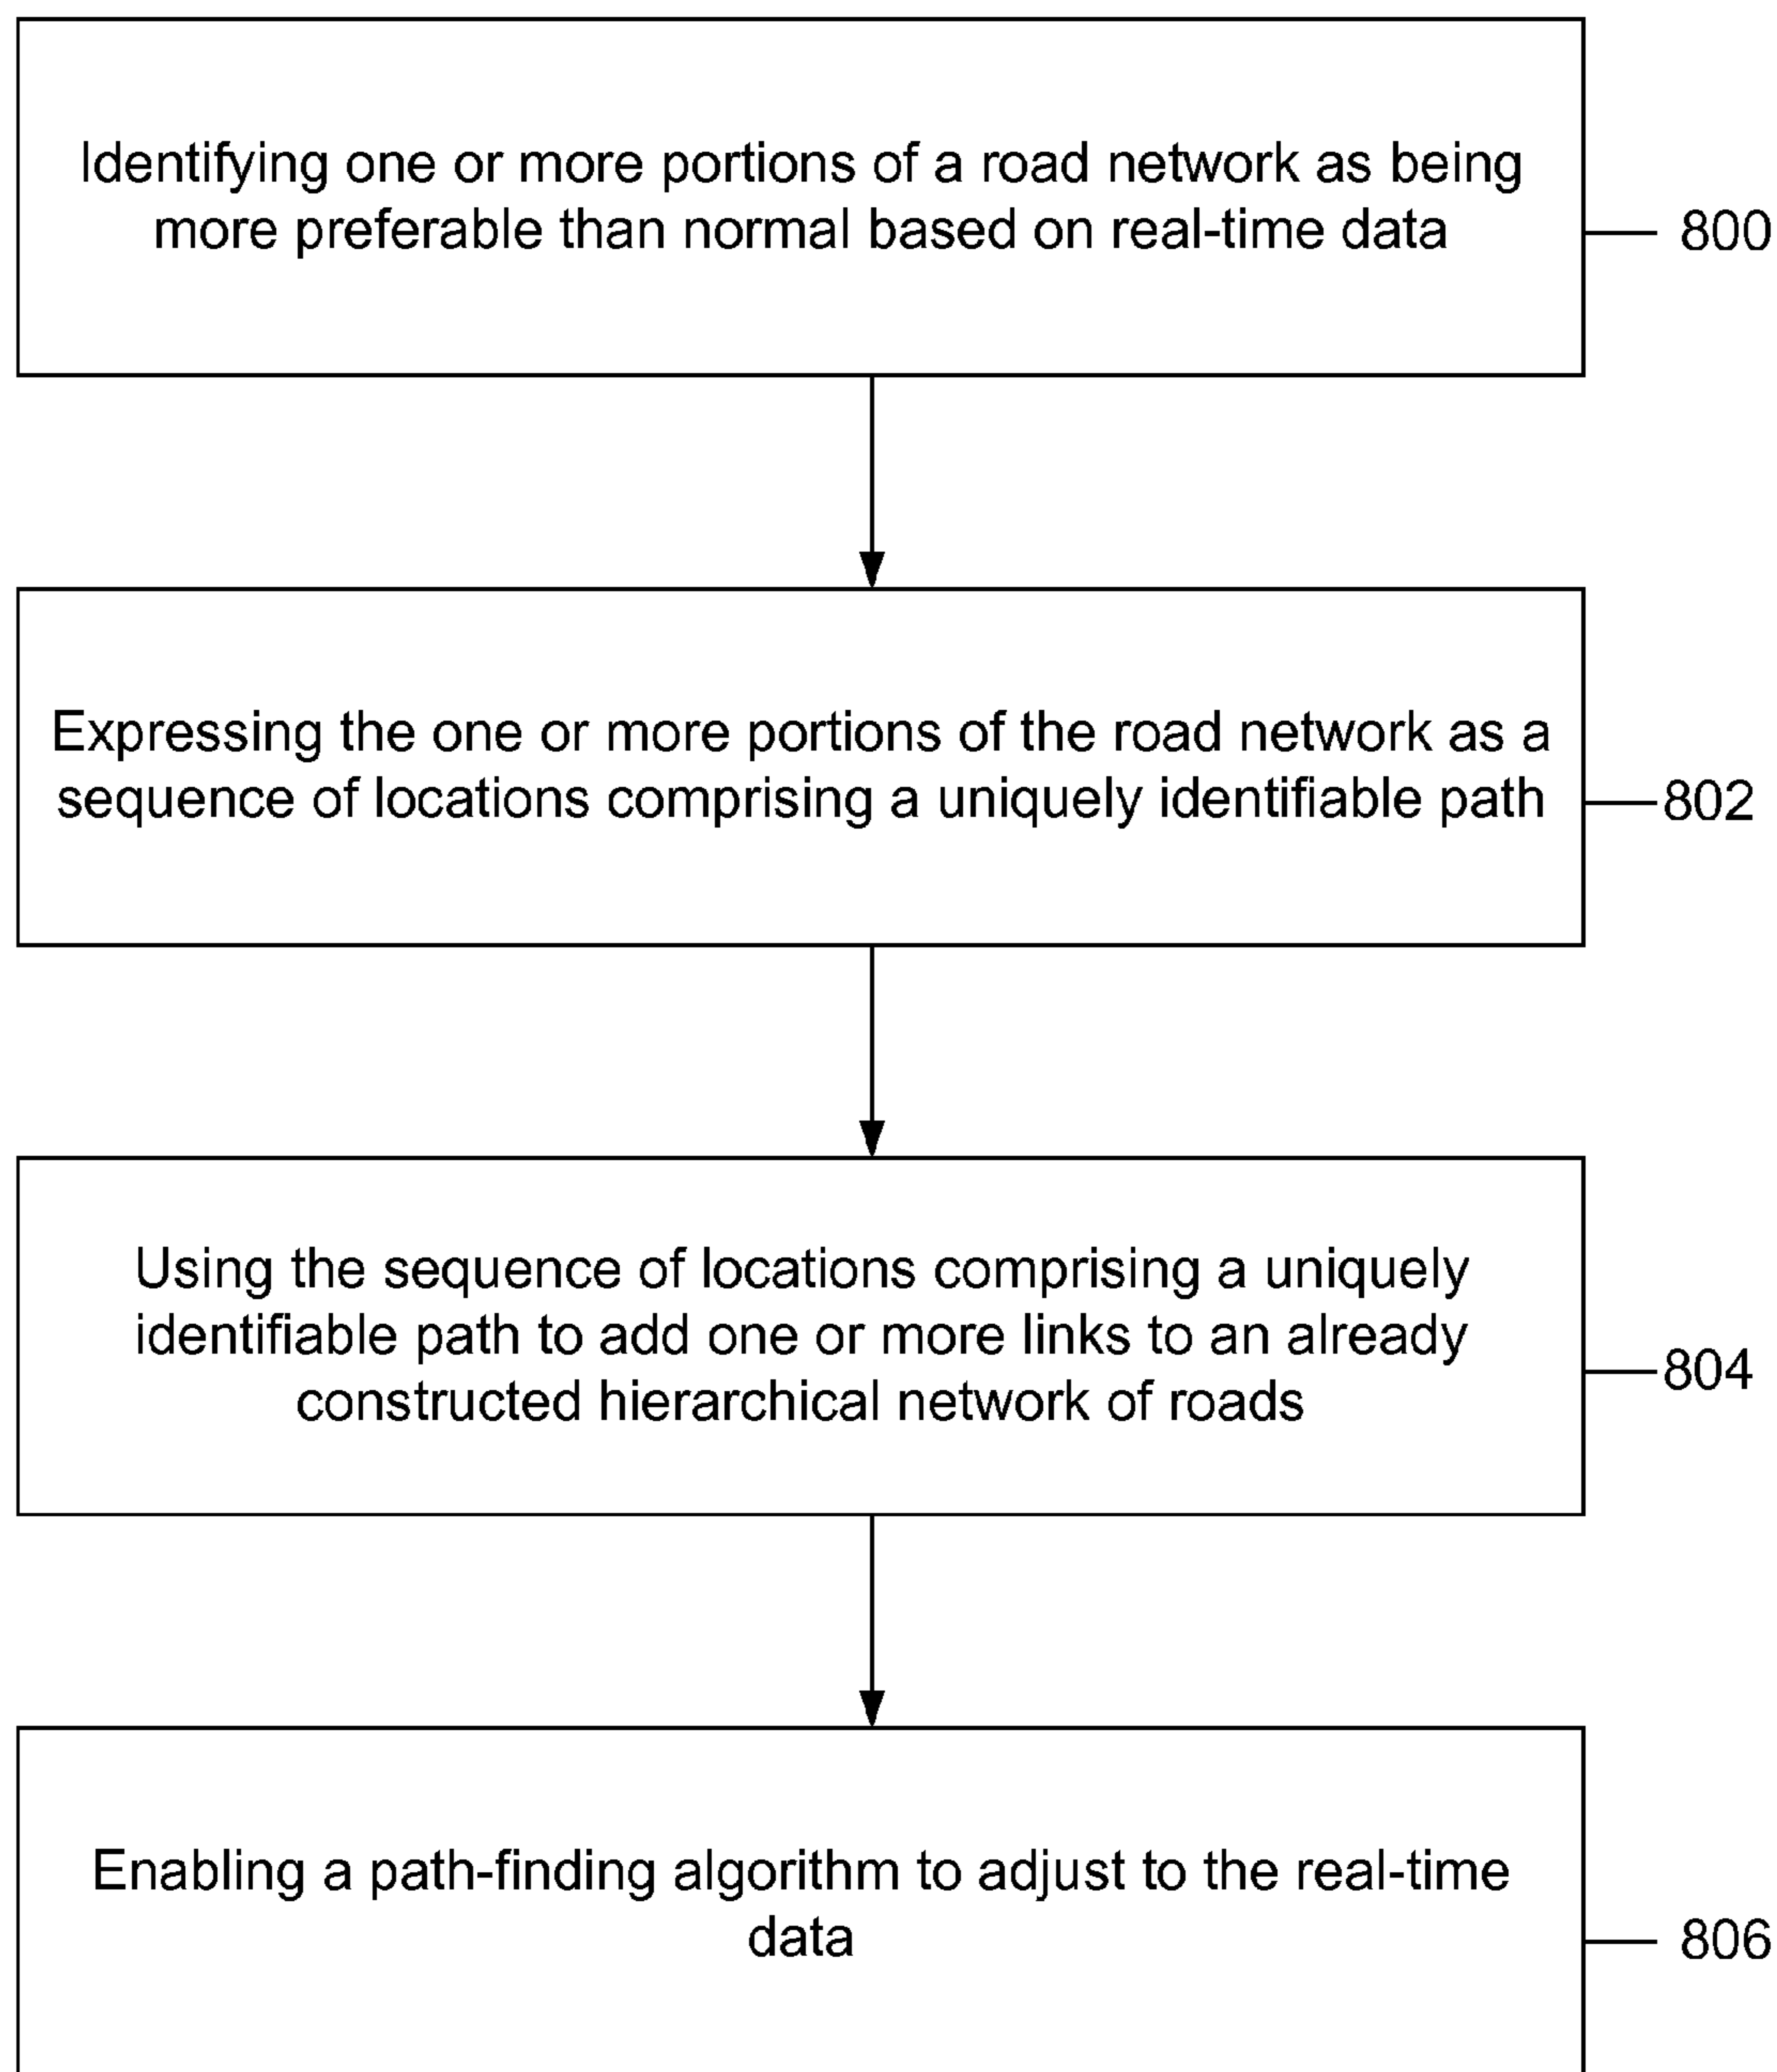 Identifying one or more portions of a road network as being
more preferable than normal based on real-time data
800
Expressing the one or more portions of the road network as a
sequence of locations comprising a uniquely identifiable path
802
Using the sequence of locations comprising a uniquely
identifiable path to add one or more links to an already
constructed hierarchical network of roads
804
Enabling a path-finding algorithm to adjust to the real-time
data
806